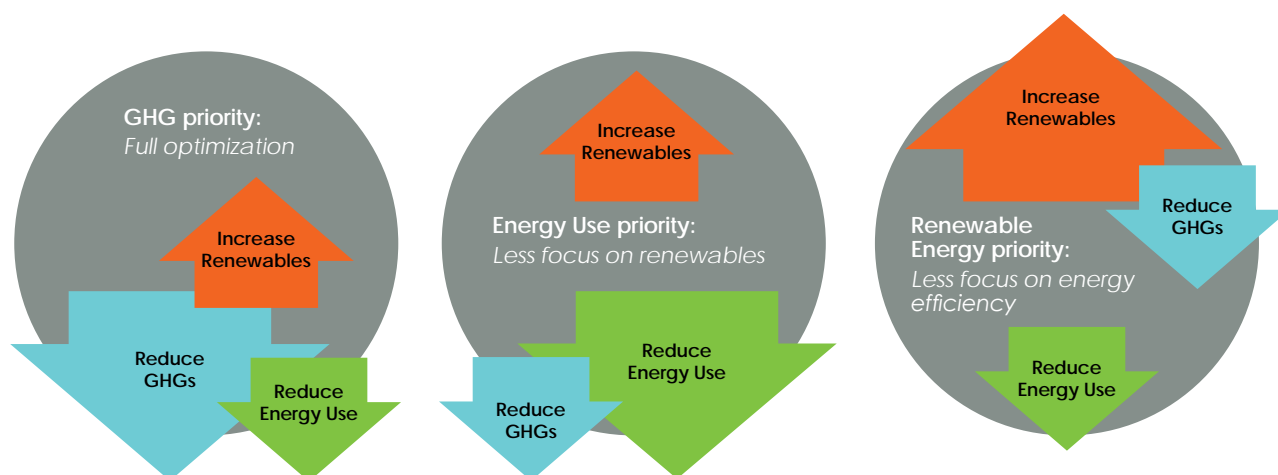 GHG priority:
Full optimization
Increase
Renewables
Reduce
GHGs
Reduce
Energy Use
Increase
Renewables
Energy Use priority:
Less focus on renewables
Reduce
Energy Use
Reduce
GHGs
Increase
Renewables
Reduce
GHGs
Renewable
Energy priority:
Less focus on energy
efficiency
Reduce
Energy Use